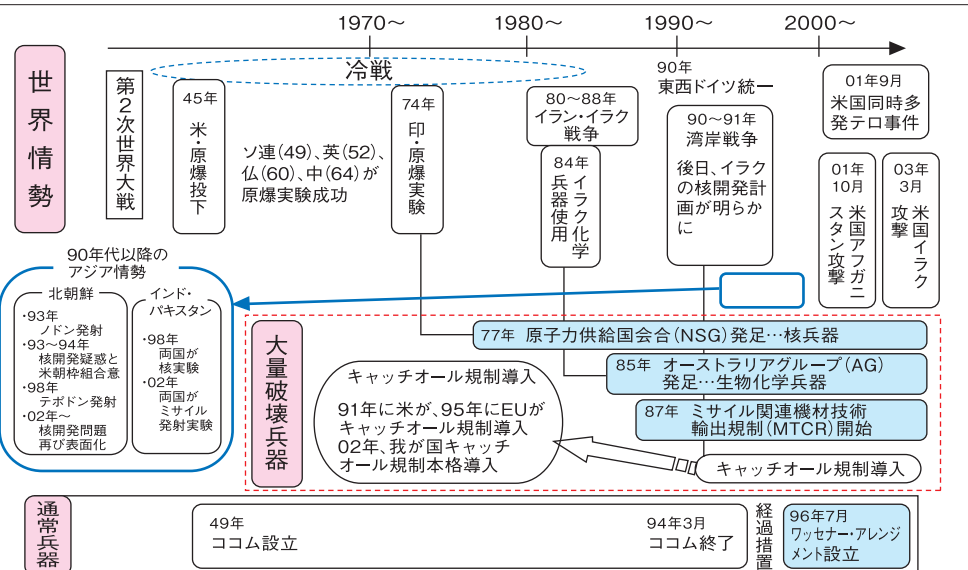 1970～
1980～
1990～
2000～
世界情勢
冷戦
第2次世界大戦
45年
米・原爆投下
ソ連(49)、英(52)、
仏(60)、中(64)が
原爆実験成功
74年
印・原爆実験
80～88年
イラン・イラク
戦争
84年
イラク化学
兵器使用
90年
東西ドイツ統一
90～91年
湾岸戦争
後日、イラク
の核開発計
画が明らか
に
01年9月
米国同時多
発テロ事件
01年
10月
米国アフガニ
スタン攻撃
03年
3月
米国イラク
攻撃
90年代以降の
アジア情勢
北朝鮮
・93年
ノドン発射
・93～94年
核開発疑惑と
米朝枠組合意
・98年
テポドン発射
・02年～
核開発問題
再び表面化
インド・
パキスタン
・98年
両国が
核実験
・02年
両国が
ミサイル
発射実験
大量破壊兵器
77年 原子力供給国会合(NSG)発足…核兵器
85年 オーストラリアグループ(AG)
発足…生物化学兵器
87年 ミサイル関連機材技術
輸出規制(MTCR)開始
キャッチオール規制導入
91年に米が、95年にEUが
キャッチオール規制導入
02年、我が国キャッチ
オール規制本格導入
キャッチオール規制導入
通常兵器
49年
ココム設立
94年3月
ココム終了
経過措置
96年7月
ワッセナー・アレンジ
メント設立